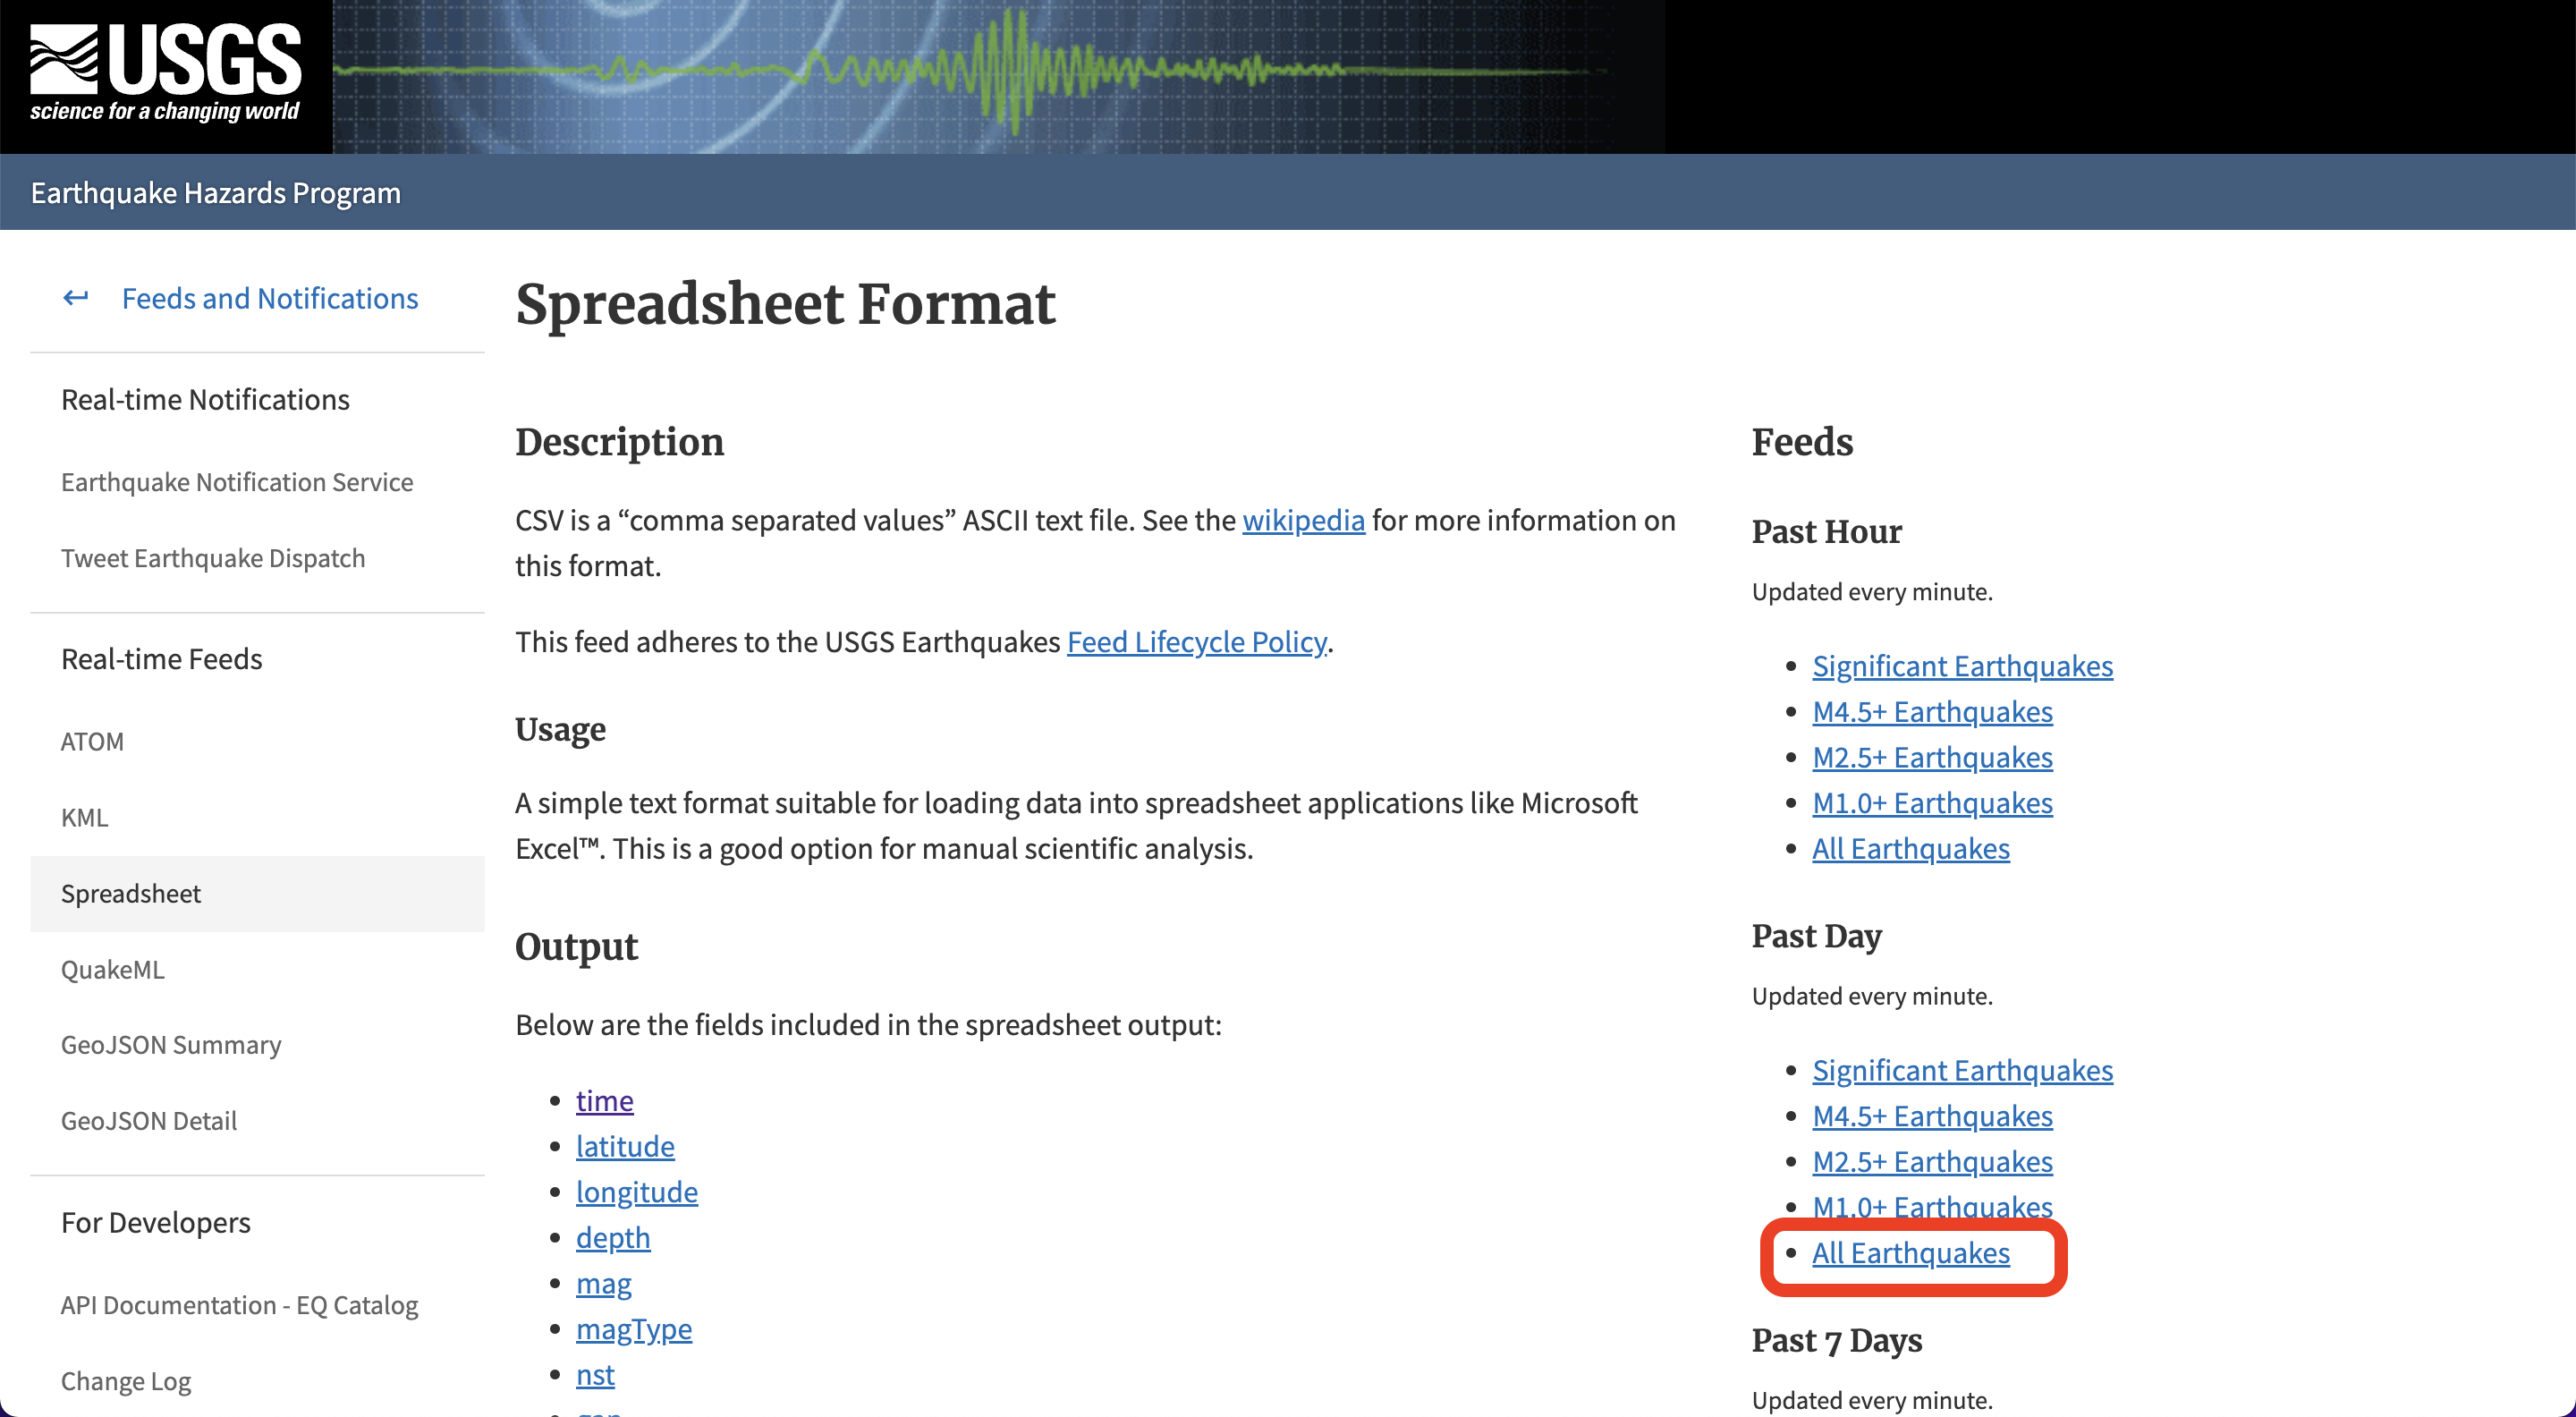 USGS
science for a changing world
Earthquake Hazards Program
Feeds and Notifications
Real-time Notifications
Earthquake Notification Service
Tweet Earthquake Dispatch
Real-time Feeds
ATOM
KML
Spreadsheet
QuakeML
GeoJSON Summary
GeoJSON Detail
For Developers
API Documentation - EQ Catalog
Change Log
Spreadsheet Format
Description
CSV is a “comma separated values” ASCII text file. See the wikipedia for more information on
this format.
This feed adheres to the USGS Earthquakes Feed Lifecycle Policy.
Usage
A simple text format suitable for loading data into spreadsheet applications like Microsoft
Excel™. This is a good option for manual scientific analysis.
Output
Below are the fields included in the spreadsheet output:
time
latitude
longitude
depth
mag
magType
nst
Feeds
Past Hour
Updated every minute.
Significant Earthquakes
M4.5+ Earthquakes
M2.5+ Earthquakes
M1.0+ Earthquakes
All Earthquakes
Past Day
Updated every minute.
Significant Earthquakes
M4.5+ Earthquakes
M2.5+ Earthquakes
M1.0+ Earthquakes
All Earthquakes
Past 7 Days
Updated every minute.